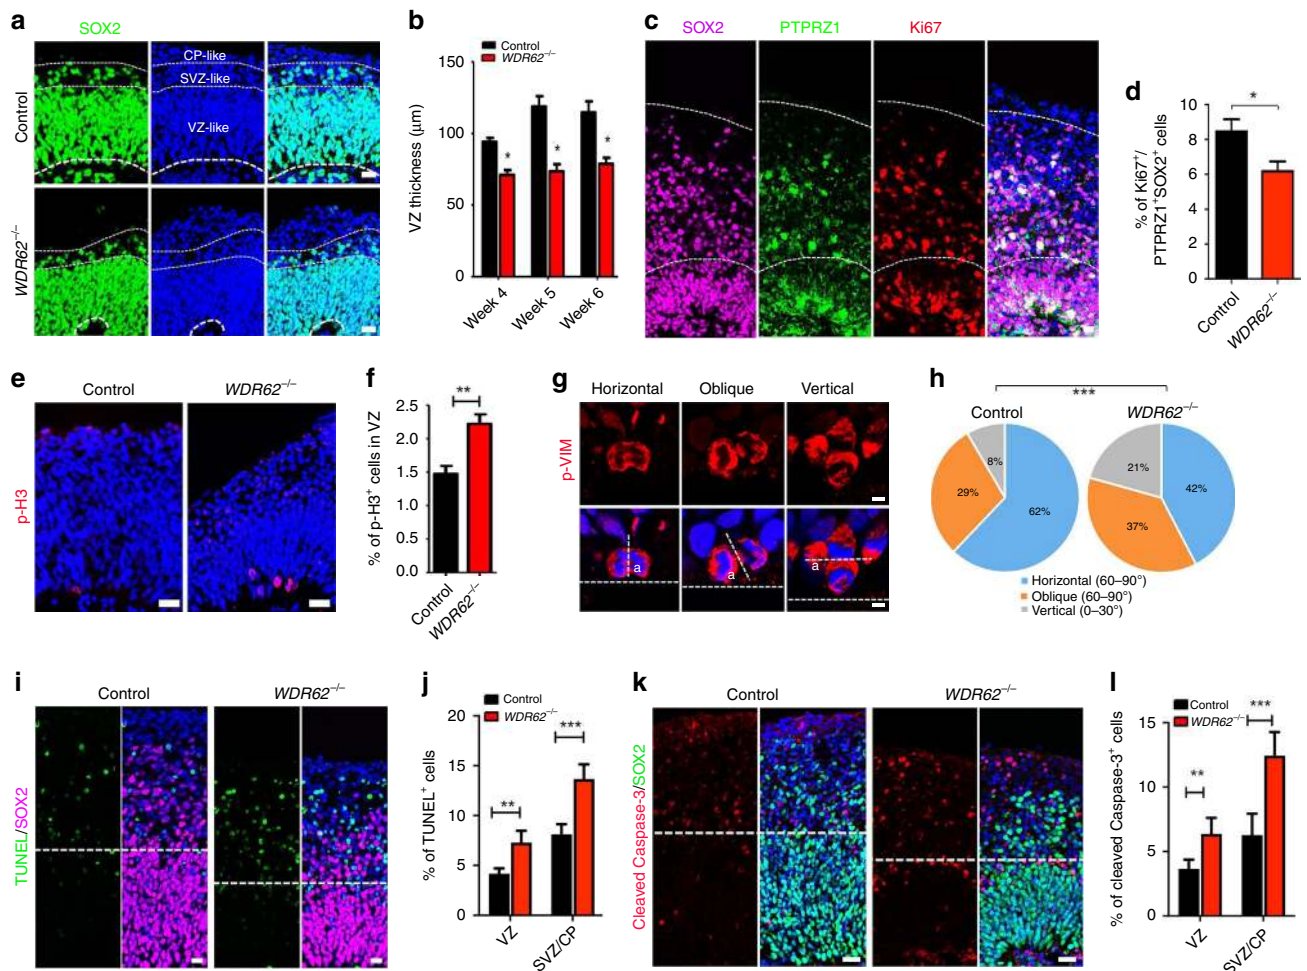 a
SOX2
Control
CP-like
SVZ-like
VZ-like
WDR62–/–
b
Control
WDR62–/–
VZ thickness (μm)
150
100
50
0
*
*
*
Week 4
Week 5
Week 6
c
SOX2
PTPRZ1
Ki67
d
% of Ki67+/
PTPRZ1+SOX2+ cells
10
8
6
4
2
0
*
Control
WDR62–/–
e
Control
WDR62–/–
p-H3
f
% of p-H3+ cells in VZ
2.5
2.0
1.5
1.0
0.5
0.0
**
Control
WDR62–/–
g
Horizontal
Oblique
Vertical
p-VIM
a
a
a
h
***
Control
WDR62–/–
8%
29%
62%
21%
42%
37%
Horizontal (60–90°)
Oblique (60–90°)
Vertical (0–30°)
i
Control
WDR62–/–
TUNEL/SOX2
j
Control
WDR62–/–
% of TUNEL+ cells
20
15
10
5
0
**
***
VZ
SVZ/CP
k
Control
WDR62–/–
Cleaved Caspase-3/SOX2
l
Control
WDR62–/–
% of cleaved Caspase-3+ cells
15
10
5
0
**
***
VZ
SVZ/CP